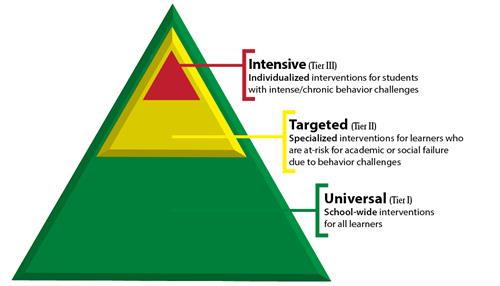 Intensive (Tier III)
Individualized interventions for students
with intense/chronic behavior challenges
Targeted (Tier II)
Specialized interventions for learners who
are at-risk for academic or social failure
due to behavior challenges
Universal (Tier I)
School-wide interventions
for all learners